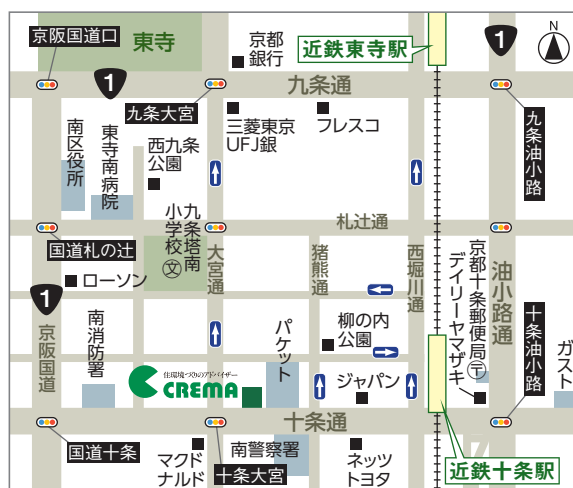 京阪国道口
東寺
京都
銀行
近鉄東寺駅
1
N
1
九条通
九条大宮
三菱東京
UFJ銀
フレスコ
南区役所
東寺南病院
西九条
公園
九条油小路
札辻通
国道札の辻
九条塔南
小学校
文
大宮通
猪熊通
西堀川通
油小路通
ローソン
1
京都十条郵便局
〒
デイリーヤマザキ
京阪国道
南消防署
住環境づくりのアドバイザー
CREMA
パケット
柳の内
公園
ジャパン
十条油小路
ガスト
十条通
国道十条
マクド
ナルド
十条大宮
南警察署
ネッツ
トヨタ
近鉄十条駅